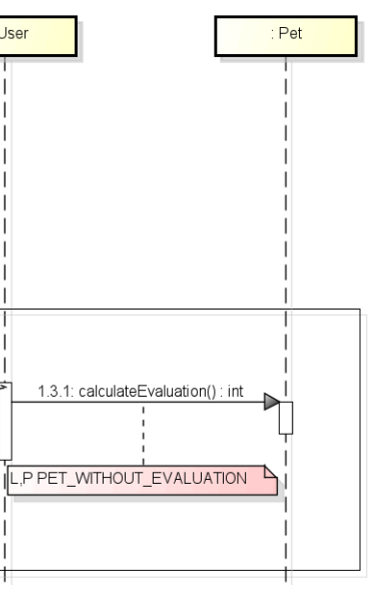 User
: Pet
1.3.1: calculateEvaluation() : int
L,P PET_WITHOUT_EVALUATION